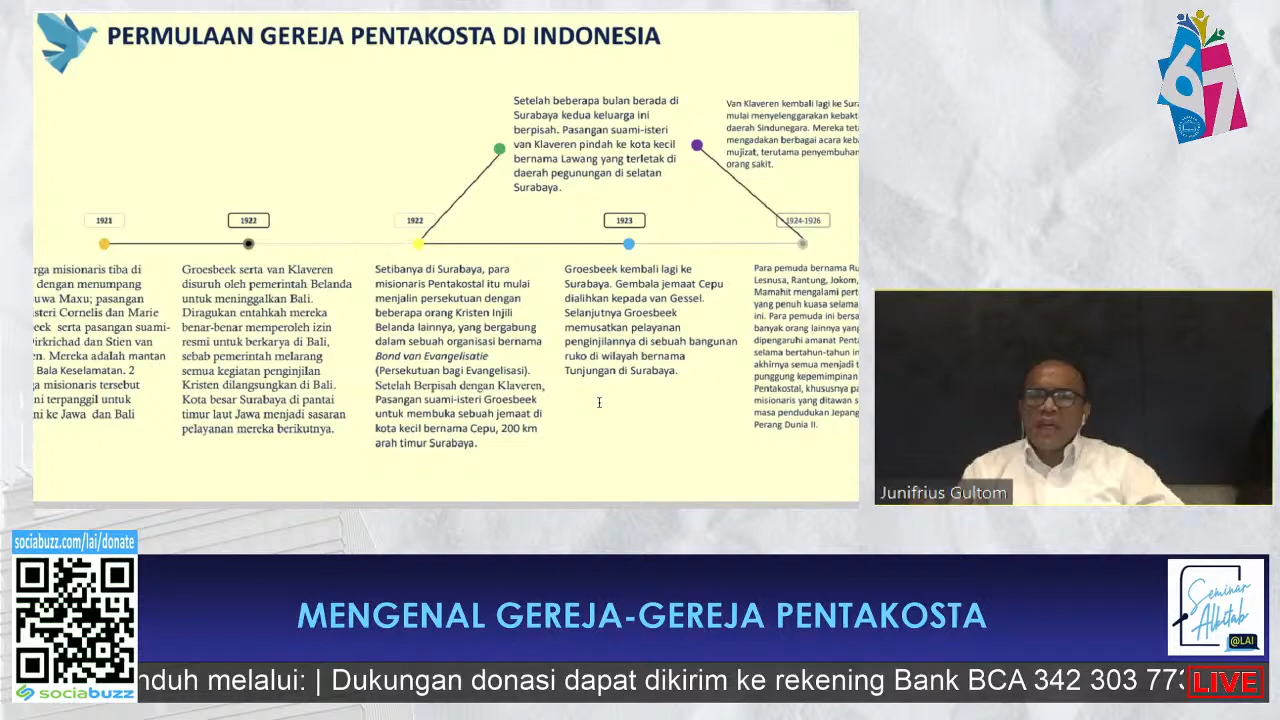 PERMULAAN GEREJA PENTAKOSTA DI INDONESIA
67
Setelah beberapa bulan berada di
Surabaya kedua keluarga ini
berpisah. Pasangan suami-isteri
van Klaveren pindah ke kota kecil
bernama Lawang yang terletak di
daerah pegunungan di selatan
Surabaya.
Van Klaveren kembali lagi ke Sura
mulai menyelenggarakan kebakt
daerah Sindunegara. Mereka teta
mengadakan berbagai acara keba
mujizat, terutama penyembuhan
orang sakit.
1921
1922
1922
1923
1924-1926
rga misionaris tiba di
dengan menumpang
uwa Maxu; pasangan
isteri Cornelis dan Marie
eek serta pasangan suami-
Dirkrichad dan Stien van
en. Mereka adalah mantan
Bala Keselamatan. 2
ga misionaris tersebut
ni terpanggil untuk
ni ke Jawa dan Bali
Groesbeek serta van Klaveren
disuruh oleh pemerintah Belanda
untuk meninggalkan Bali.
Diragukan entahkah mereka
benar-benar memperoleh izin
resmi untuk berkarya di Bali,
sebab pemerintah melarang
semua kegiatan penginjilan
Kristen dilangsungkan di Bali.
Kota besar Surabaya di pantai
timur laut Jawa menjadi sasaran
pelayanan mereka berikutnya.
Setibanya di Surabaya, para
misionaris Pentakostal itu mulai
menjalin persekutuan dengan
beberapa orang Kristen Injili
Belanda lainnya, yang bergabung
dalam sebuah organisasi bernama
Bond van Evangelisatie
(Persekutuan bagi Evangelisasi).
Setelah Berpisah dengan Klaveren,
Pasangan suami-isteri Groesbeek
untuk membuka sebuah jemaat di
kota kecil bernama Cepu, 200 km
arah timur Surabaya.
Groesbeek kembali lagi ke
Surabaya. Gembala jemaat Cepu
dialihkan kepada van Gessel.
Selanjutnya Groesbeek
memusatkan pelayanan
penginjilannya di sebuah bangunan
ruko di wilayah bernama
Tunjungan di Surabaya.
Para pemuda bernama Ru
Lesnusa, Rantung, Jokom,
Mamahit mengalami pert
yang penuh kuasa selama
ini. Para pemuda ini bersa
banyak orang lainnya yang
dipengaruhi amanat Penta
selama bertahun-tahun in
akhirnya semua menjadi t
punggung kepemimpinan
Pentakostal, khususnya pa
misionaris yang ditawan s
masa pendudukan Jepang
Perang Dunia II.
Junifrius Gultom
sociabuzz.com/lai/donate
MENGENAL GEREJA-GEREJA PENTAKOSTA
Seminar
Alkitab
@LAI
sociabuzz
nduh melalui: | Dukungan donasi dapat dikirim ke rekening Bank BCA 342 303 773
LIVE